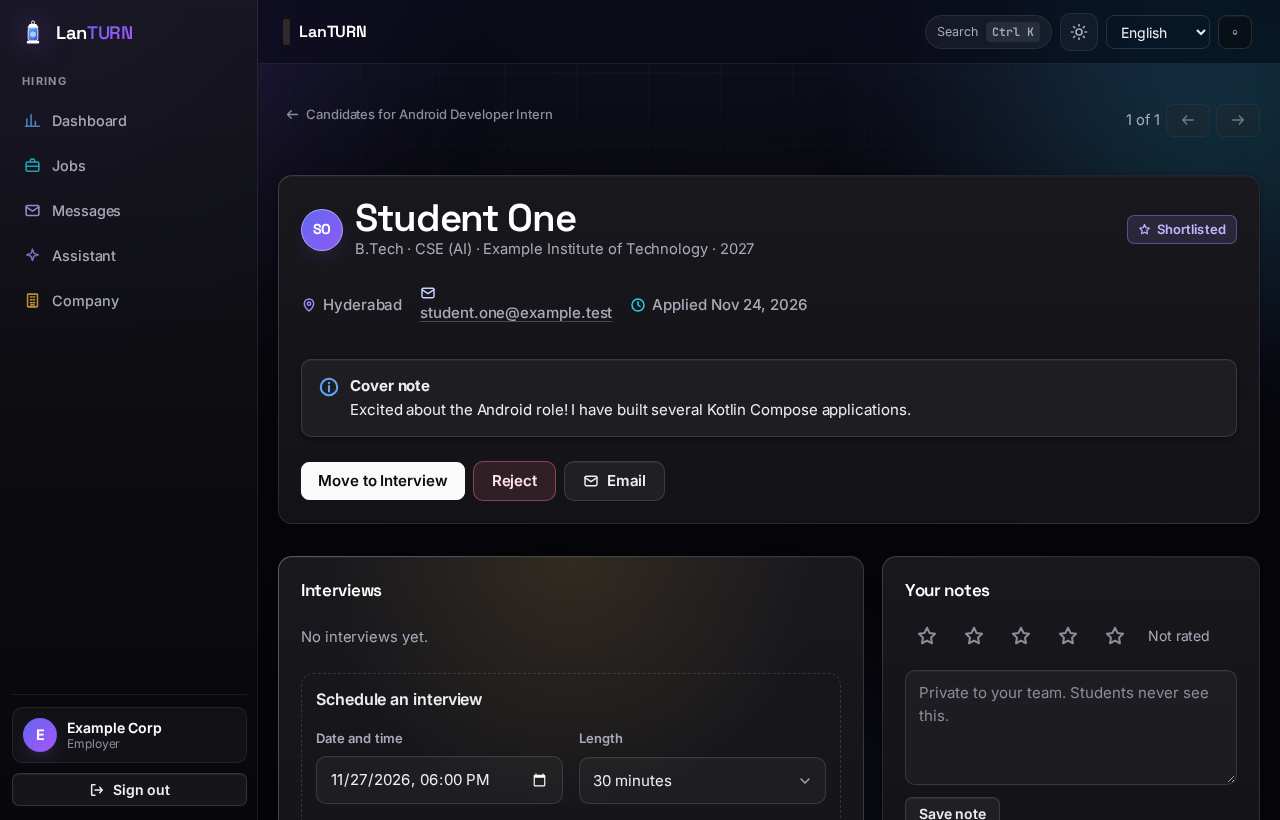 LanTURN
HIRING
Dashboard
Jobs
Messages
Assistant
Company
Example Corp
Employer
E
Sign out
LanTURN
Search Ctrl K
English
Candidates for Android Developer Intern
1 of 1
SO
Student One
B.Tech · CSE (AI) · Example Institute of Technology · 2027
Shortlisted
Hyderabad
student.one@example.test
Applied Nov 24, 2026
Cover note
Excited about the Android role! I have built several Kotlin Compose applications.
Move to Interview
Reject
Email
Interviews
No interviews yet.
Schedule an interview
Date and time
Length
11/27/2026, 06:00 PM
30 minutes
Your notes
Not rated
Private to your team. Students never see
this.
Save note